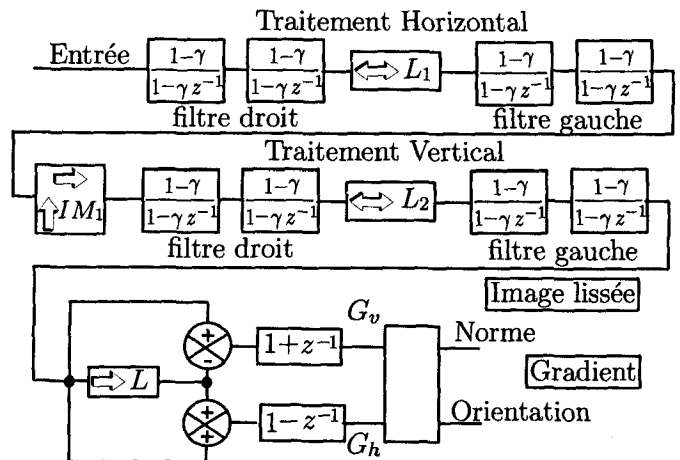 Traitement Horizontal
Entrée 1−γ / 1−γz⁻¹ 1−γ / 1−γz⁻¹ ⇔ L₁ 1−γ / 1−γz⁻¹ 1−γ / 1−γz⁻¹
filtre droit filtre gauche
Traitement Vertical
⇨ ⇧ IM₁ 1−γ / 1−γz⁻¹ 1−γ / 1−γz⁻¹ ⇔ L₂ 1−γ / 1−γz⁻¹ 1−γ / 1−γz⁻¹
filtre droit filtre gauche
Image lissée
+ - 1+z⁻¹ Gᵥ Norme
⇨ L Gradient
+ + 1−z⁻¹ Gₕ Orientation